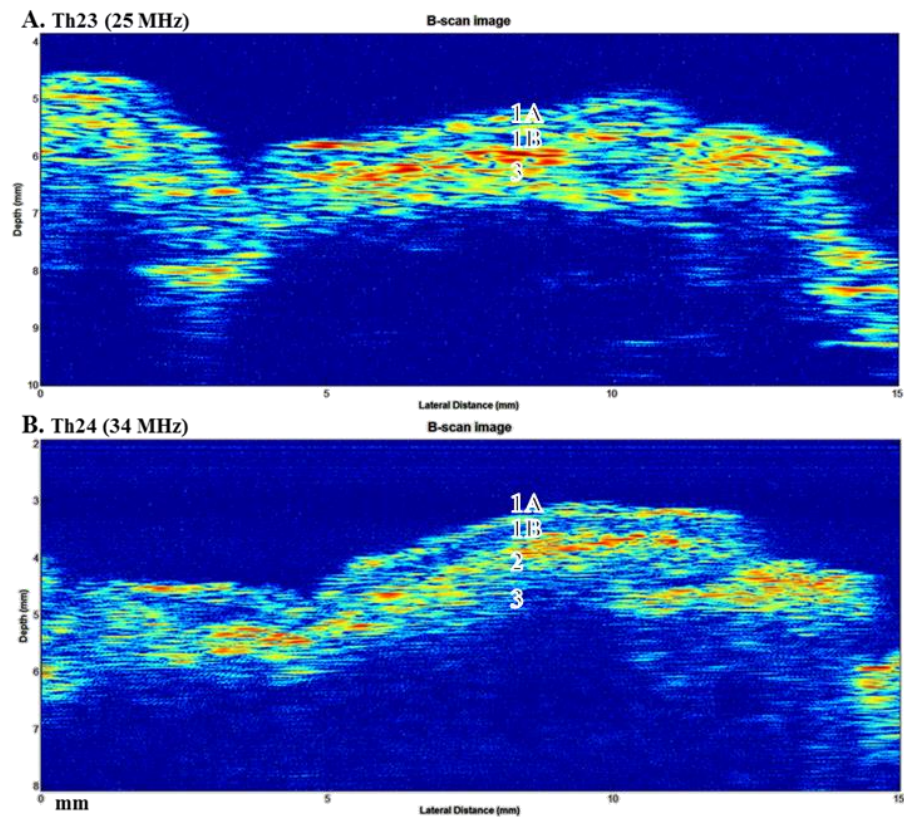 A. Th23 (25 MHz)
B-scan image
4
5
6
7
8
9
10
Depth (mm)
1A
1B
3
0
5
10
15
Lateral Distance (mm)
B. Th24 (34 MHz)
B-scan image
2
3
4
5
6
7
8
Depth (mm)
1A
1B
2
3
0
5
10
15
mm
Lateral Distance (mm)